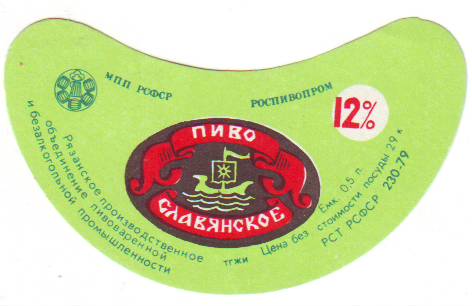 МПП РСФСР
РОСПИВОПРОМ
12%
ПИВО
СЛАВЯНСКОЕ
Рязанское производственное
объединение пивоваренной
и безалкогольной промышленности
тгжи
Емк. 0,5 л.
Цена без стоимости посуды 29 к
РСТ РСФСР 230-79